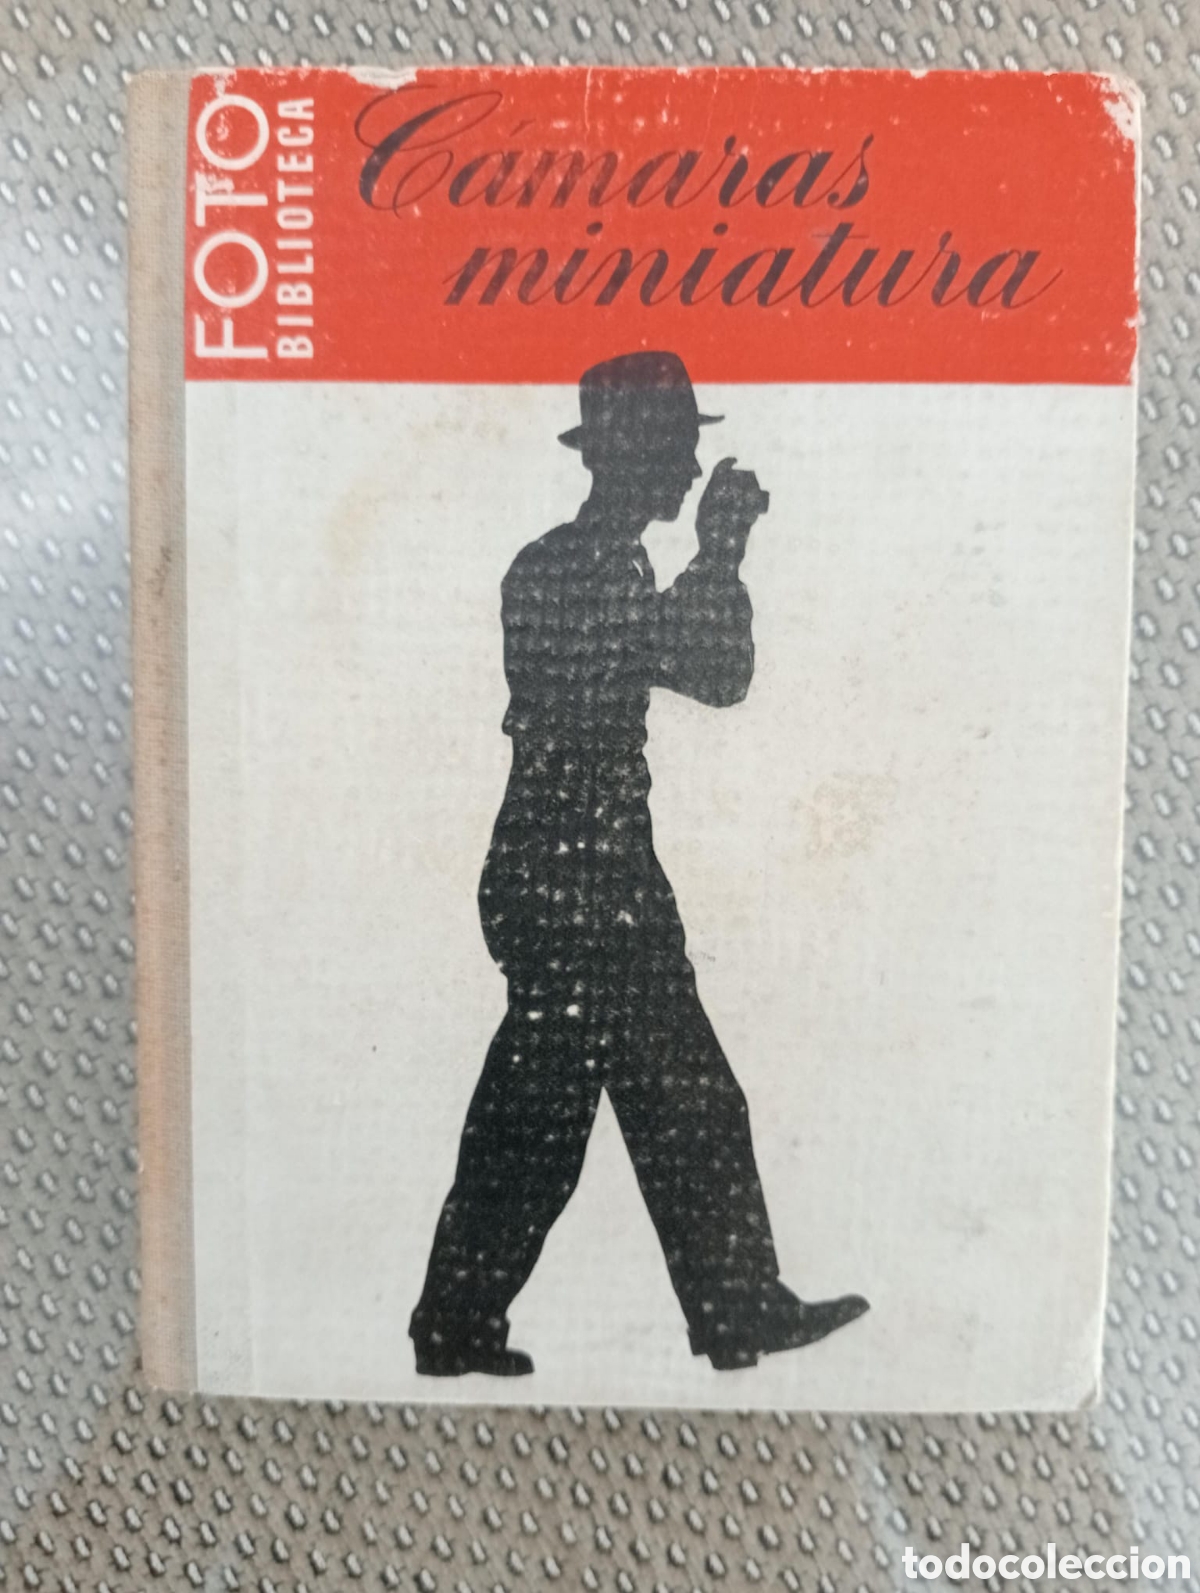 FOTO
BIBLIOTECA
Cámaras
miniatura
todocoleccion